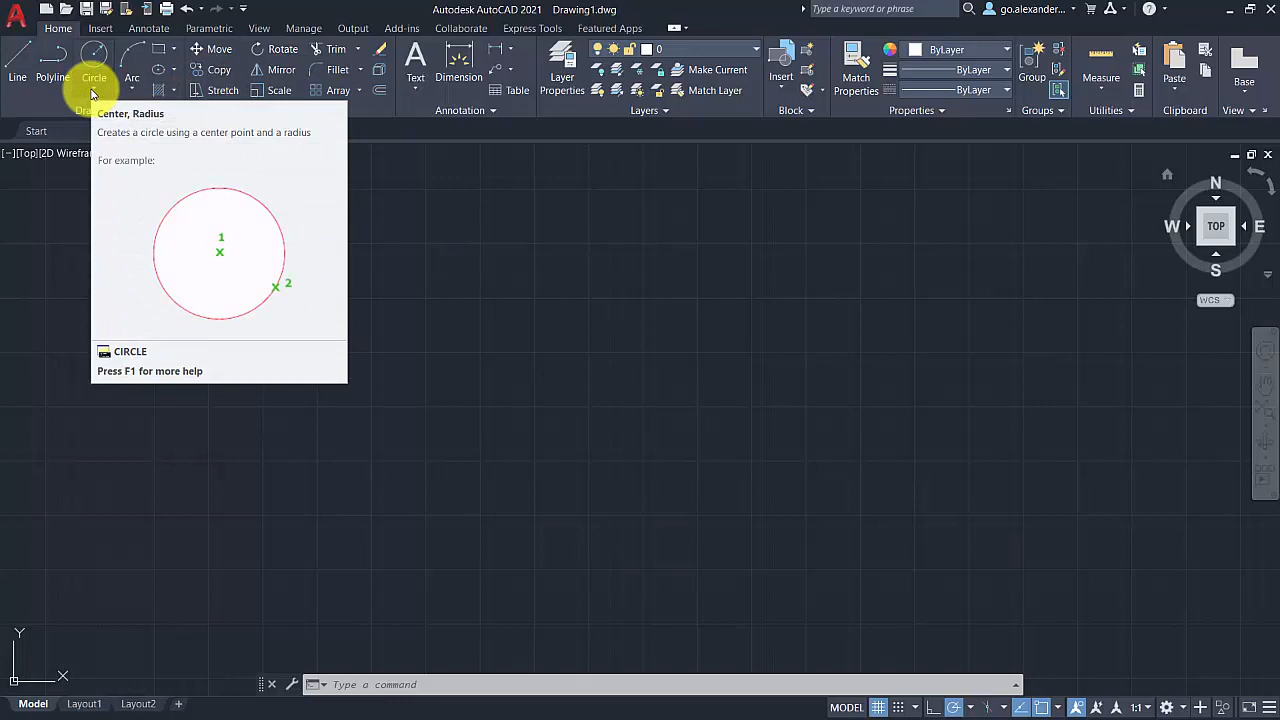 Autodesk AutoCAD 2021 Drawing1.dwg
Type a keyword or phrase
go.alexander...
Home Insert Annotate Parametric View Manage Output Add-ins Collaborate Express Tools Featured Apps
Line Polyline Circle Arc
Move Rotate Trim
Copy Mirror Fillet
Stretch Scale Array
Text Dimension
Table
Layer Properties
0
Make Current
Match Layer
Insert
Match Properties
ByLayer
ByLayer
ByLayer
Group
Measure
Paste
Base
Annotation Layers Block Properties Groups Utilities Clipboard View
Center, Radius
Creates a circle using a center point and a radius
For example:
1
2
CIRCLE
Press F1 for more help
Start
[−][Top][2D Wirefra
N
W TOP E
S
WCS
Y
X
Type a command
Model Layout1 Layout2 +
MODEL
1:1